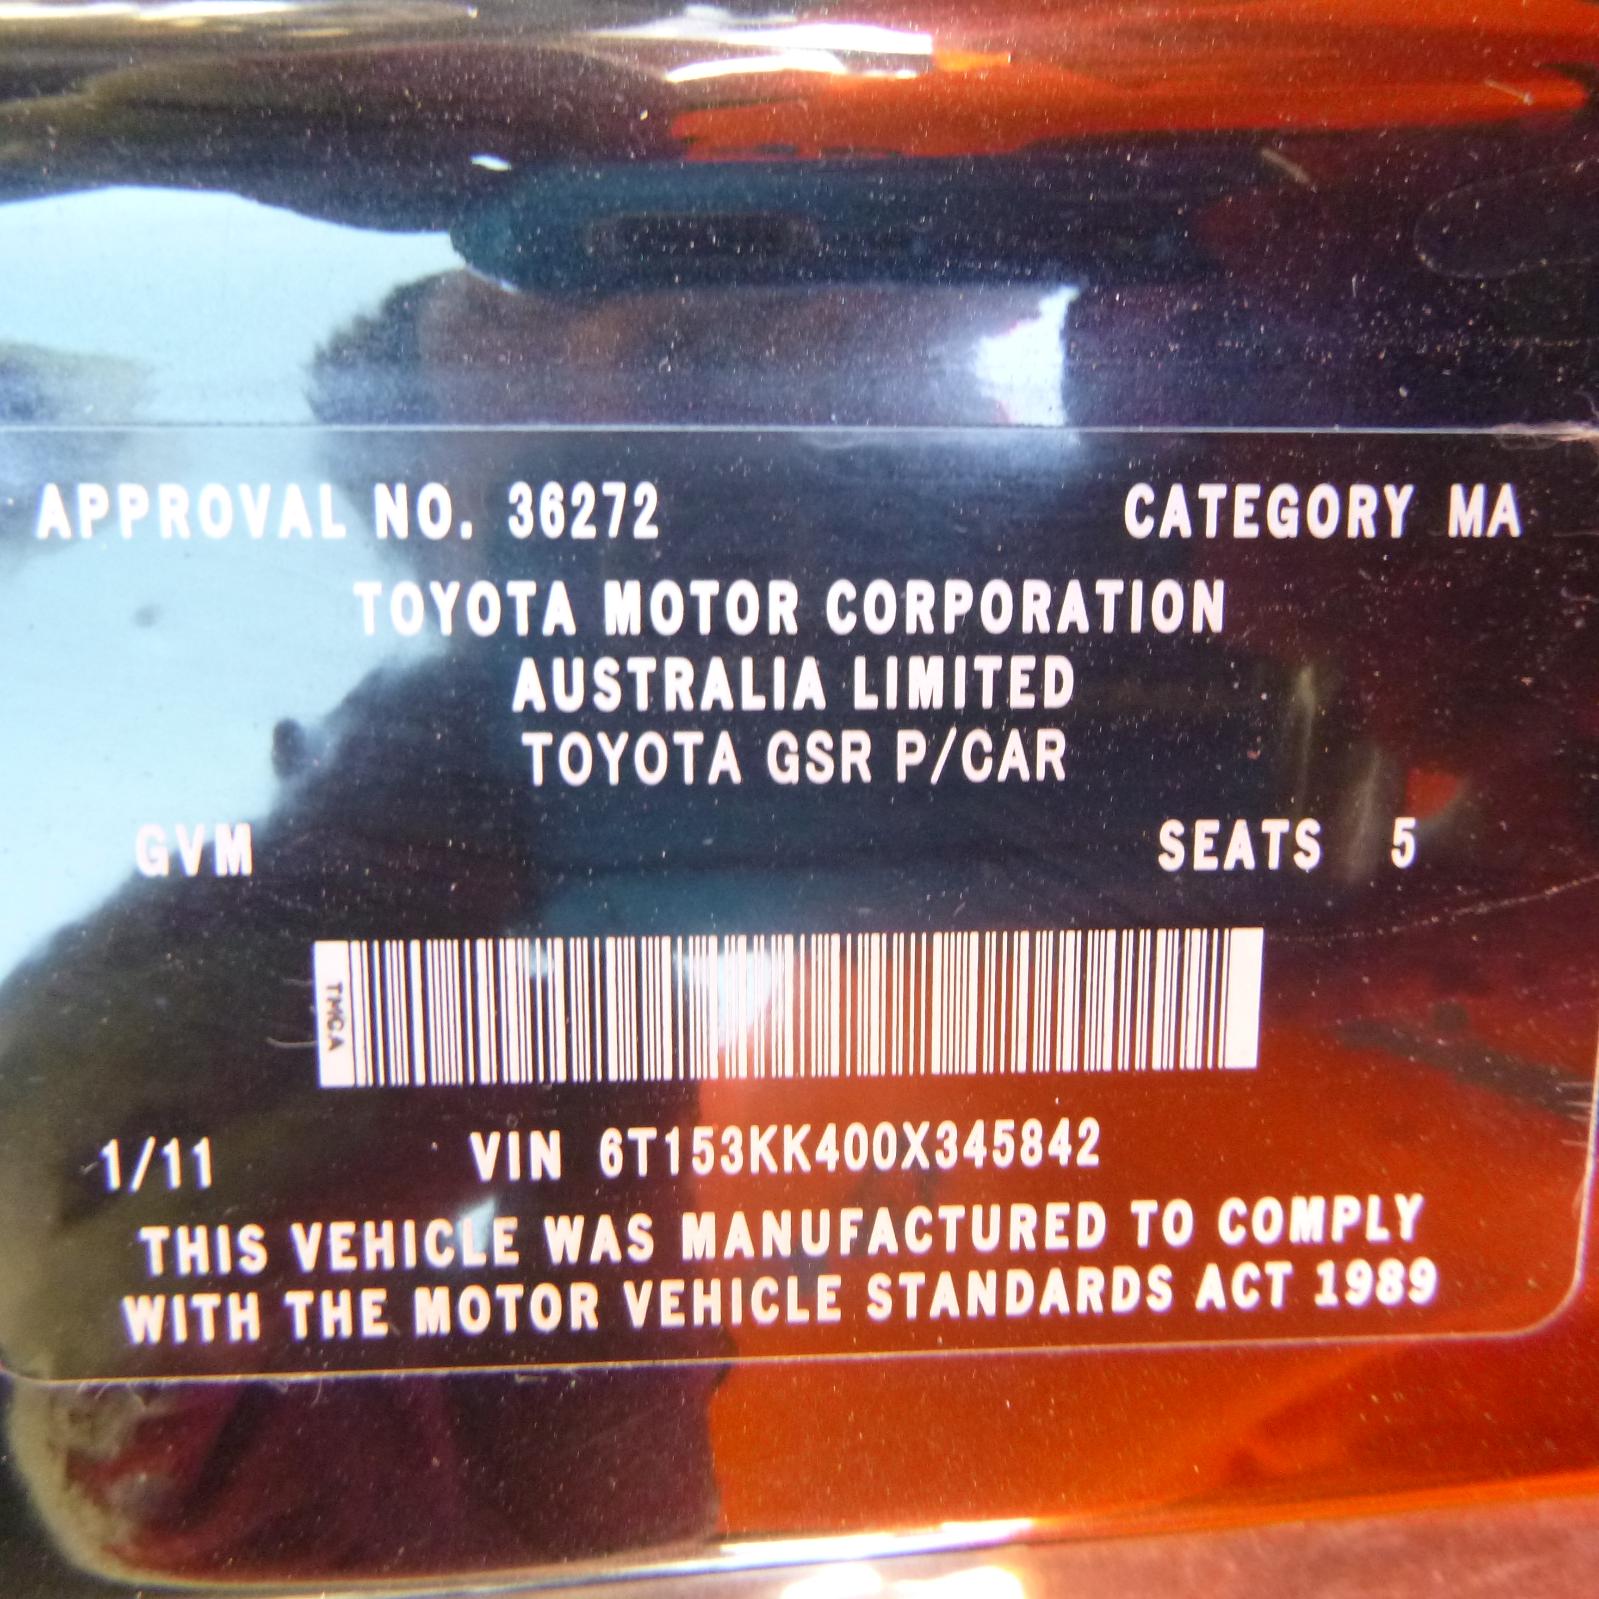 APPROVAL NO. 36272 CATEGORY MA
TOYOTA MOTOR CORPORATION
AUSTRALIA LIMITED
TOYOTA GSR P/CAR
GVM SEATS 5
TMCA
1/11 VIN 6T153KK400X345842
THIS VEHICLE WAS MANUFACTURED TO COMPLY
WITH THE MOTOR VEHICLE STANDARDS ACT 1989